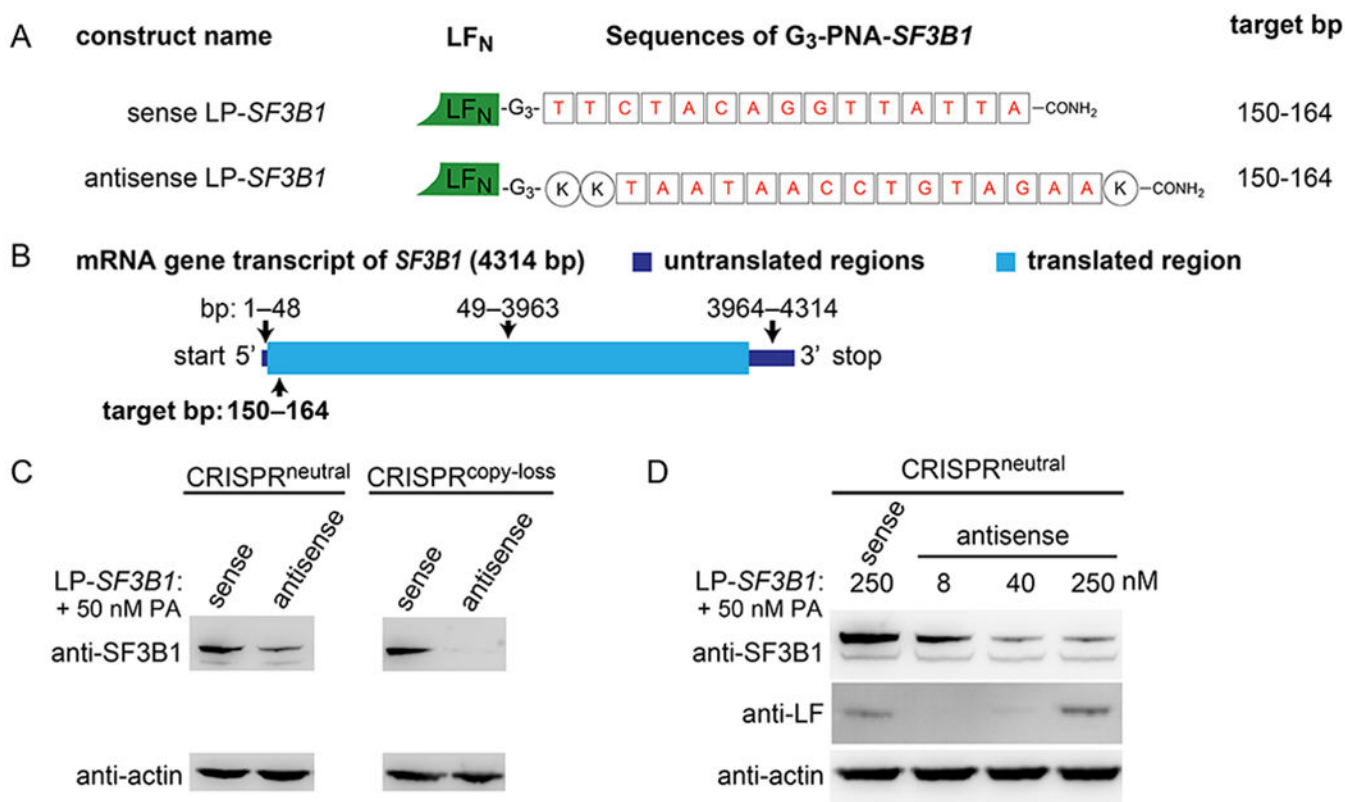 A construct name LFN Sequences of G3-PNA-SF3B1 target bp
sense LP-SF3B1 LFN -G3- T T C T A C A G G T T A T T A -CONH2 150-164
antisense LP-SF3B1 LFN -G3- K K T A A T A A C C T G T A G A A K -CONH2 150-164
B mRNA gene transcript of SF3B1 (4314 bp) untranslated regions translated region
bp: 1–48 49–3963 3964–4314
start 5’ 3’ stop
target bp: 150–164
C CRISPRneutral CRISPRcopy-loss
sense antisense sense antisense
LP-SF3B1:
+ 50 nM PA
anti-SF3B1
anti-actin
D CRISPRneutral
sense antisense
LP-SF3B1: 250 8 40 250 nM
+ 50 nM PA
anti-SF3B1
anti-LF
anti-actin